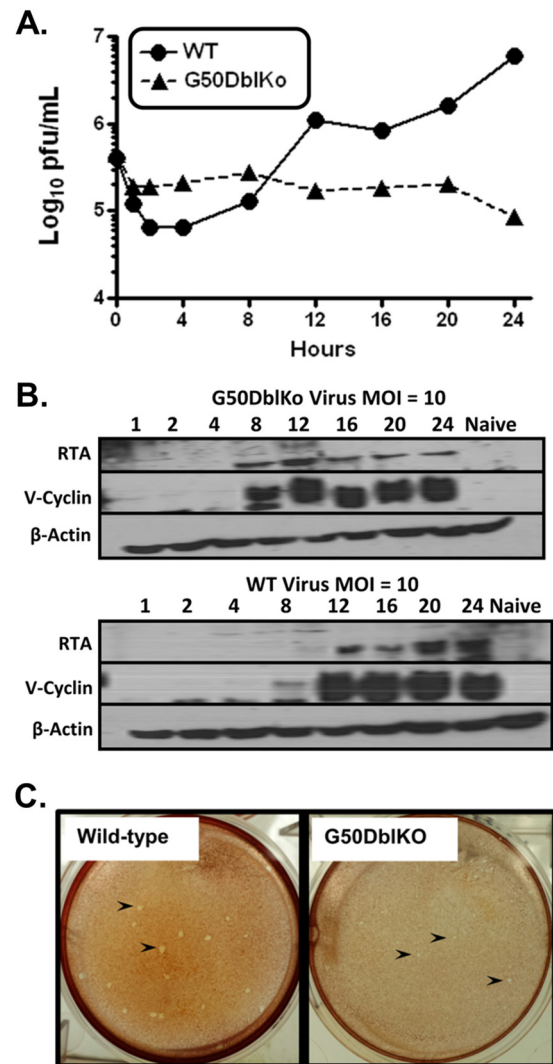 A.
7
6
5
4
Log10 pfu/mL
WT
G50DblKo
0 4 8 12 16 20 24
Hours
B.
G50DblKo Virus MOI = 10
1 2 4 8 12 16 20 24 Naive
RTA
V-Cyclin
β-Actin
WT Virus MOI = 10
1 2 4 8 12 16 20 24 Naive
RTA
V-Cyclin
β-Actin
C.
Wild-type
G50DblKO